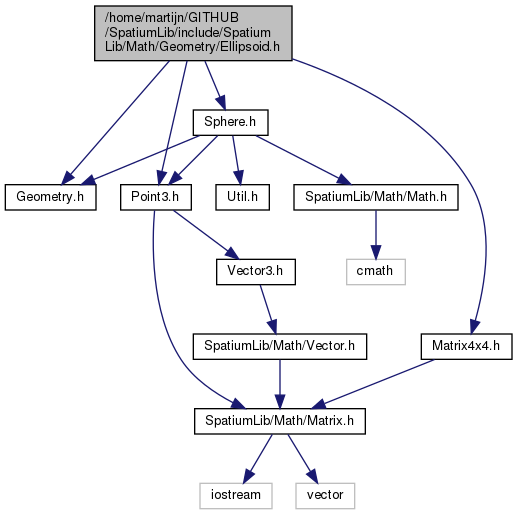 /home/martijn/GITHUB
/SpatiumLib/include/Spatium
Lib/Math/Geometry/Ellipsoid.h
Sphere.h
Geometry.h
Point3.h
Util.h
SpatiumLib/Math/Math.h
Vector3.h
cmath
SpatiumLib/Math/Vector.h
Matrix4x4.h
SpatiumLib/Math/Matrix.h
iostream
vector